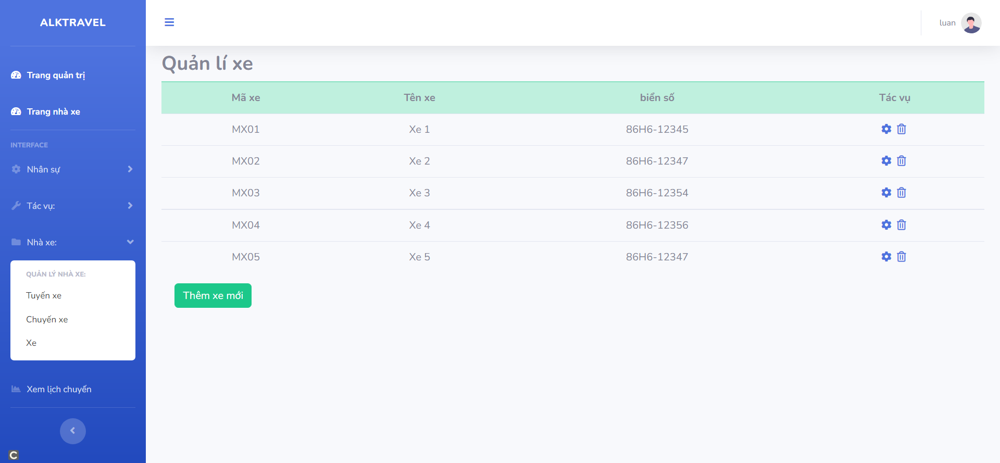 ALKTRAVEL
luan
Trang quản trị
Trang nhà xe
INTERFACE
Nhân sự
Tác vụ:
Nhà xe:
QUẢN LÝ NHÀ XE:
Tuyến xe
Chuyến xe
Xe
Xem lịch chuyến
C
Quản lí xe
Mã xe Tên xe biển số Tác vụ
MX01 Xe 1 86H6-12345
MX02 Xe 2 86H6-12347
MX03 Xe 3 86H6-12354
MX04 Xe 4 86H6-12356
MX05 Xe 5 86H6-12347
Thêm xe mới